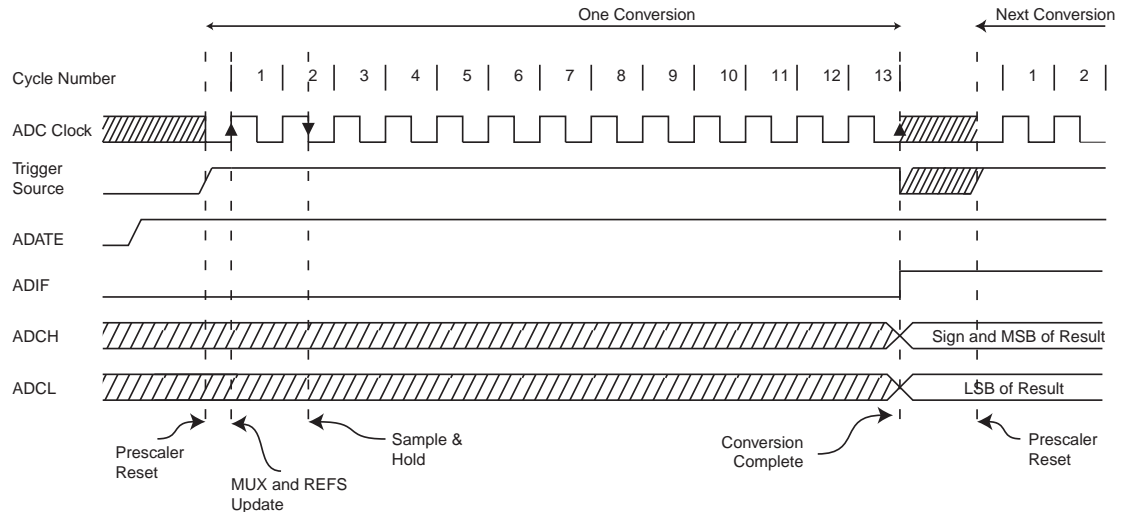 One Conversion
Next Conversion
Cycle Number
1 2 3 4 5 6 7 8 9 10 11 12 13 1 2
ADC Clock
Trigger
Source
ADATE
ADIF
ADCH
Sign and MSB of Result
ADCL
LSB of Result
Prescaler
Reset
MUX and REFS
Update
Sample &
Hold
Conversion
Complete
Prescaler
Reset